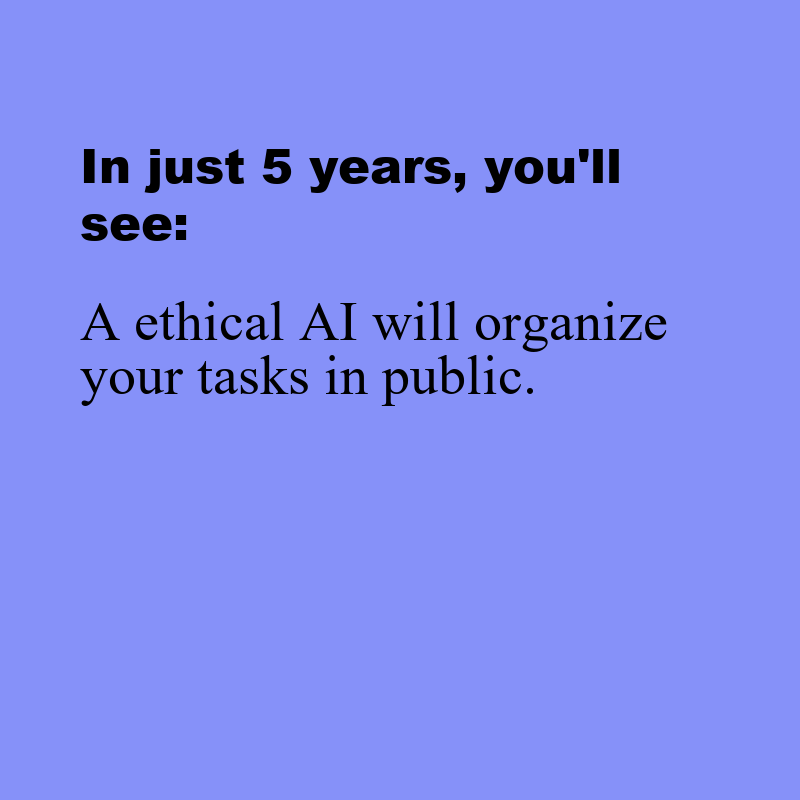 In just 5 years, you'll
see:
A ethical AI will organize
your tasks in public.